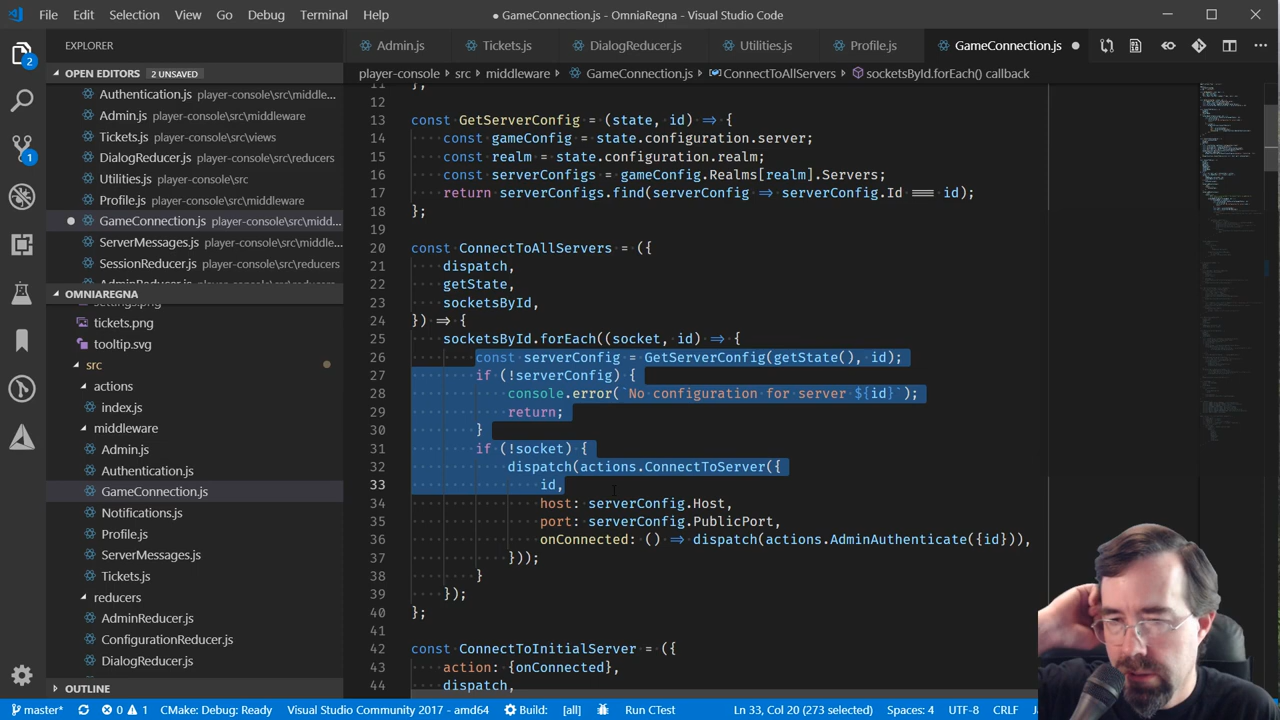 File Edit Selection View Go Debug Terminal Help
● GameConnection.js - OmniaRegna - Visual Studio Code
EXPLORER
Admin.js Tickets.js DialogReducer.js Utilities.js Profile.js GameConnection.js
2
OPEN EDITORS 2 UNSAVED
Authentication.js player-console\src\middle...
Admin.js player-console\src\middleware
Tickets.js player-console\src\views
DialogReducer.js player-console\src\reducers
Utilities.js player-console\src
Profile.js player-console\src\middleware
GameConnection.js player-console\src\midd...
ServerMessages.js player-console\src\middle...
SessionReducer.js player-console\src\reducers
1
OMNIAREGNA
settings.png
tickets.png
tooltip.svg
src
actions
index.js
middleware
Admin.js
Authentication.js
GameConnection.js
Notifications.js
Profile.js
ServerMessages.js
Tickets.js
reducers
AdminReducer.js
ConfigurationReducer.js
DialogReducer.js
OUTLINE
player-console > src > middleware > GameConnection.js > ConnectToAllServers > socketsById.forEach() callback
11 };
12
13 const GetServerConfig = (state, id) => {
14 const gameConfig = state.configuration.server;
15 const realm = state.configuration.realm;
16 const serverConfigs = gameConfig.Realms[realm].Servers;
17 return serverConfigs.find(serverConfig => serverConfig.Id === id);
18 };
19
20 const ConnectToAllServers = ({
21 dispatch,
22 getState,
23 socketsById,
24 }) => {
25 socketsById.forEach((socket, id) => {
26 const serverConfig = GetServerConfig(getState(), id);
27 if (!serverConfig) {
28 console.error(`No configuration for server ${id}`);
29 return;
30 }
31 if (!socket) {
32 dispatch(actions.ConnectToServer({
33 id,
34 host: serverConfig.Host,
35 port: serverConfig.PublicPort,
36 onConnected: () => dispatch(actions.AdminAuthenticate({id})),
37 }));
38 }
39 });
40 };
41
42 const ConnectToInitialServer = ({
43 action: {onConnected},
44 dispatch,
master* 0 1 CMake: Debug: Ready Visual Studio Community 2017 - amd64 Build: [all] Run CTest Ln 33, Col 20 (273 selected) Spaces: 4 UTF-8 CRLF JavaScript